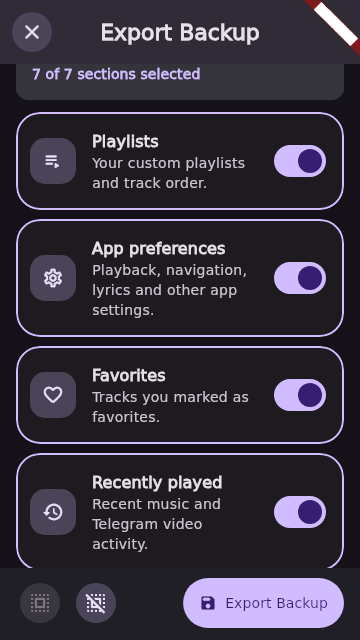 Export Backup
7 of 7 sections selected
Playlists
Your custom playlists
and track order.
App preferences
Playback, navigation,
lyrics and other app
settings.
Favorites
Tracks you marked as
favorites.
Recently played
Recent music and
Telegram video
activity.
Export Backup